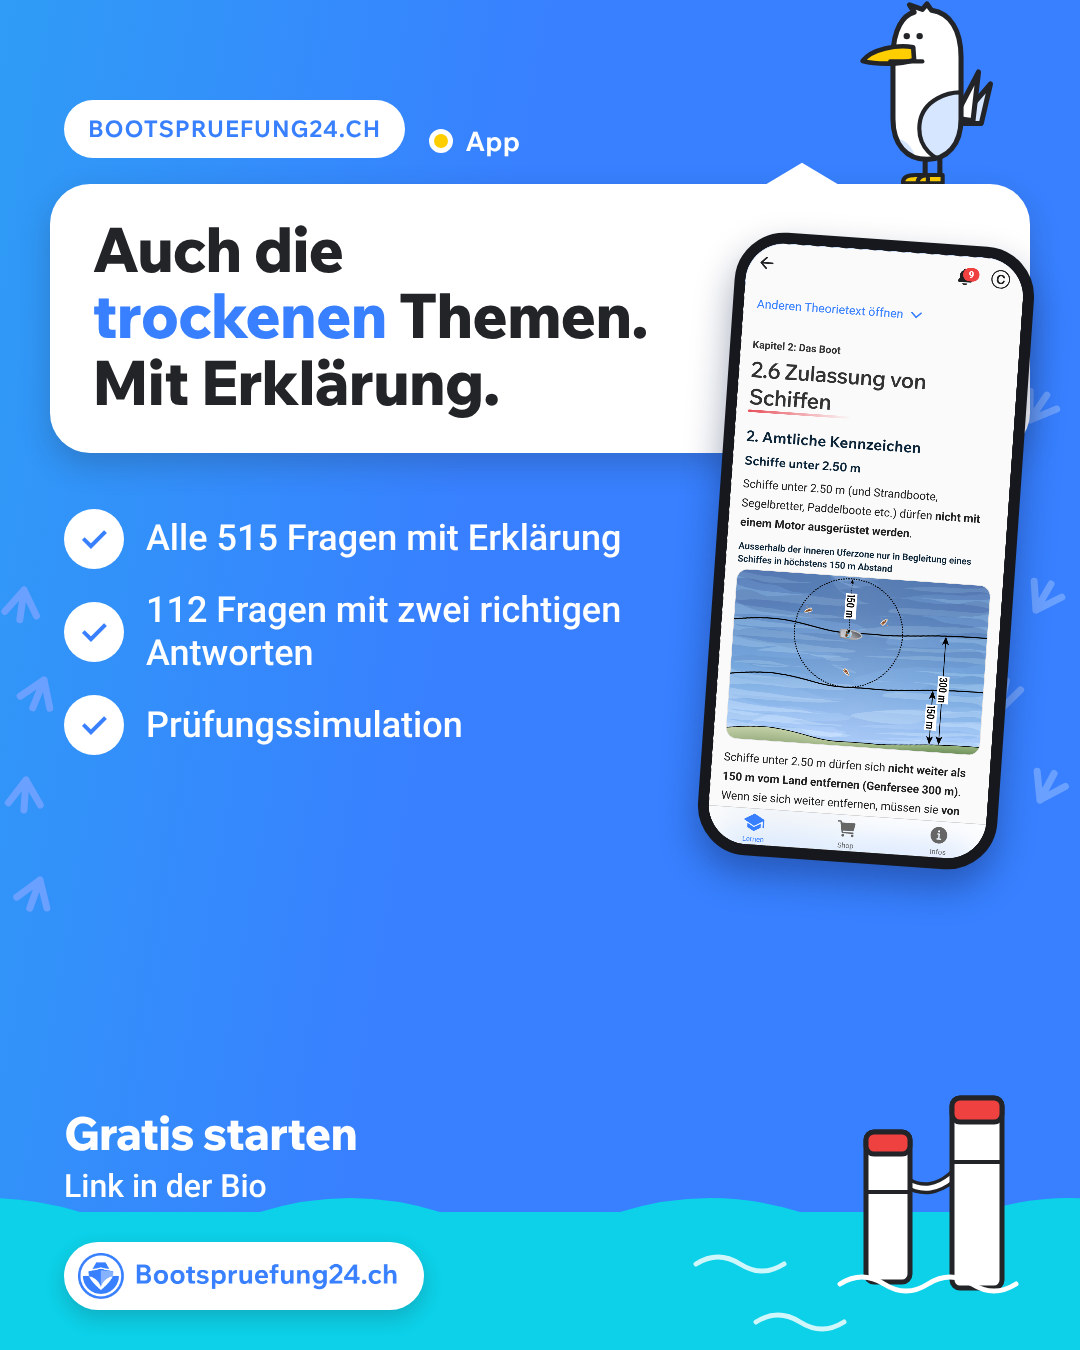 BOOTSPRUEFUNG24.CH
App
Auch die
trockenen Themen.
Mit Erklärung.
9
C
Anderen Theorietext öffnen
Kapitel 2: Das Boot
2.6 Zulassung von
Schiffen
2. Amtliche Kennzeichen
Schiffe unter 2.50 m
Schiffe unter 2.50 m (und Strandboote,
Segelbretter, Paddelboote etc.) dürfen nicht mit
einem Motor ausgerüstet werden.
Ausserhalb der inneren Uferzone nur in Begleitung eines
Schiffes in höchstens 150 m Abstand
150 m
300 m
150 m
Schiffe unter 2.50 m dürfen sich nicht weiter als
150 m vom Land entfernen (Genfersee 300 m).
Wenn sie sich weiter entfernen, müssen sie von
Lernen
Shop
Infos
Alle 515 Fragen mit Erklärung
112 Fragen mit zwei richtigen
Antworten
Prüfungssimulation
Gratis starten
Link in der Bio
Bootspruefung24.ch